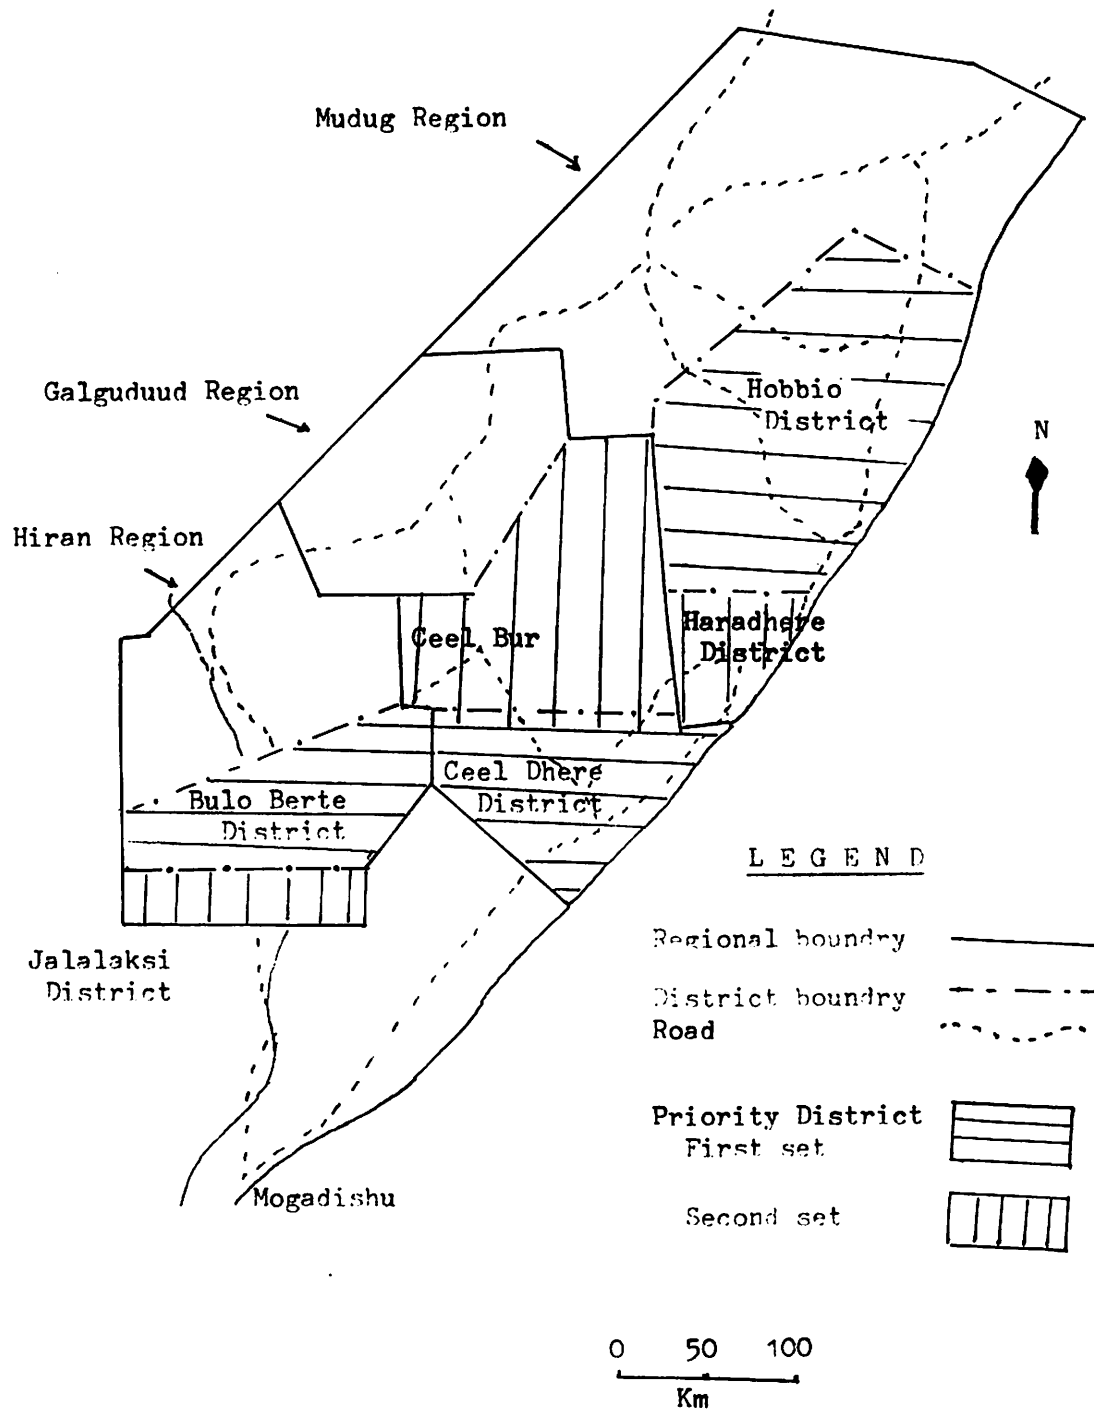 Mudug Region
Galguduud Region
Hobbio
District
N
Hiran Region
Ceel Bur
Haradhere
District
Ceel Dhere
District
Bulo Berte
District
L E G E N D
Regional boundry
Jalalaksi
District
District boundry
Road
Priority District
First set
Mogadishu
Second set
0 50 100
Km